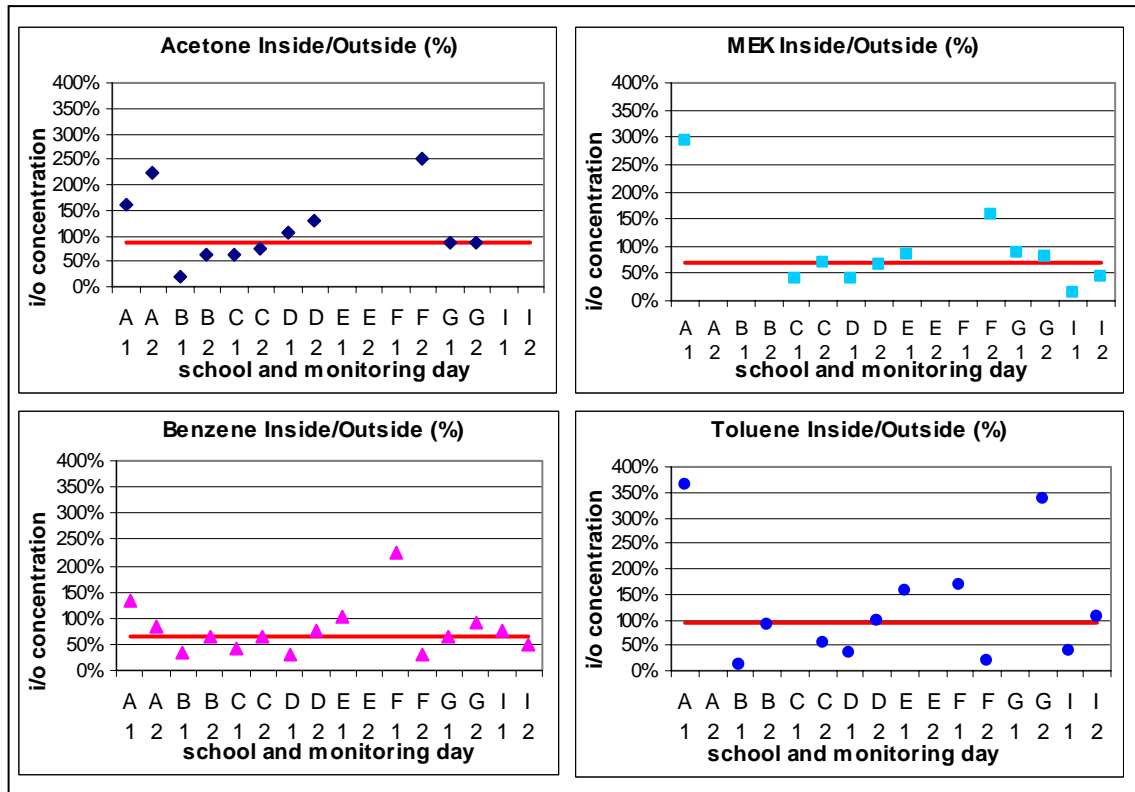 Acetone Inside/Outside (%)
400%
350%
300%
250%
200%
150%
100%
50%
0%
i/o concentration
A A B B C C D D E E F F G G I I
1 2 1 2 1 2 1 2 1 2 1 2 1 2 1 2
school and monitoring day
MEK Inside/Outside (%)
400%
350%
300%
250%
200%
150%
100%
50%
0%
i/o concentration
A A B B C C D D E E F F G G I I
1 2 1 2 1 2 1 2 1 2 1 2 1 2 1 2
school and monitoring day
Benzene Inside/Outside (%)
400%
350%
300%
250%
200%
150%
100%
50%
0%
i/o concentration
A A B B C C D D E E F F G G I I
1 2 1 2 1 2 1 2 1 2 1 2 1 2 1 2
school and monitoring day
Toluene Inside/Outside (%)
400%
350%
300%
250%
200%
150%
100%
50%
0%
i/o concentration
A A B B C C D D E E F F G G I I
1 2 1 2 1 2 1 2 1 2 1 2 1 2 1 2
school and monitoring day